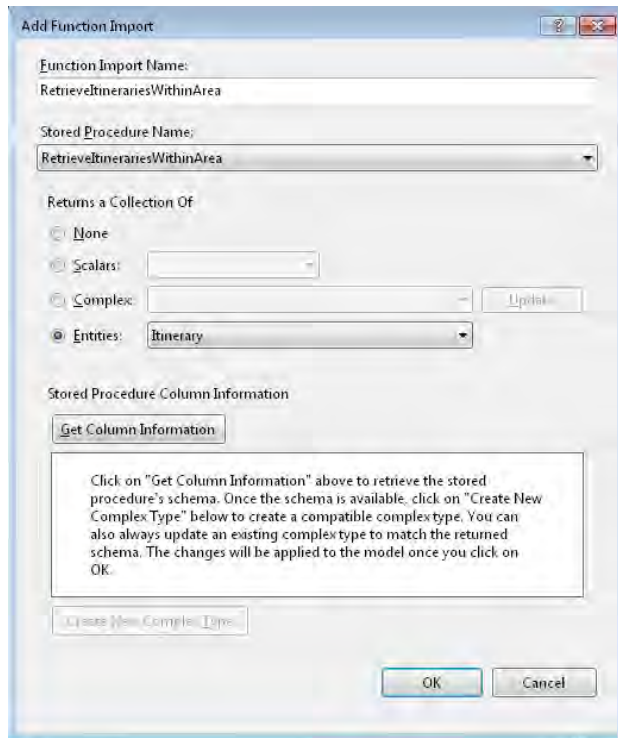 Add Function Import
Function Import Name:
RetrieveItinerariesWithinArea
Stored Procedure Name:
RetrieveItinerariesWithinArea
Returns a Collection Of
None
Scalars:
Complex:
Update
Entities:
Itinerary
Stored Procedure Column Information
Get Column Information
Click on "Get Column Information" above to retrieve the stored
procedure's schema. Once the schema is available, click on "Create New
Complex Type" below to create a compatible complex type. You can
also always update an existing complex type to match the returned
schema. The changes will be applied to the model once you click on
OK.
Create New Complex Type
OK
Cancel